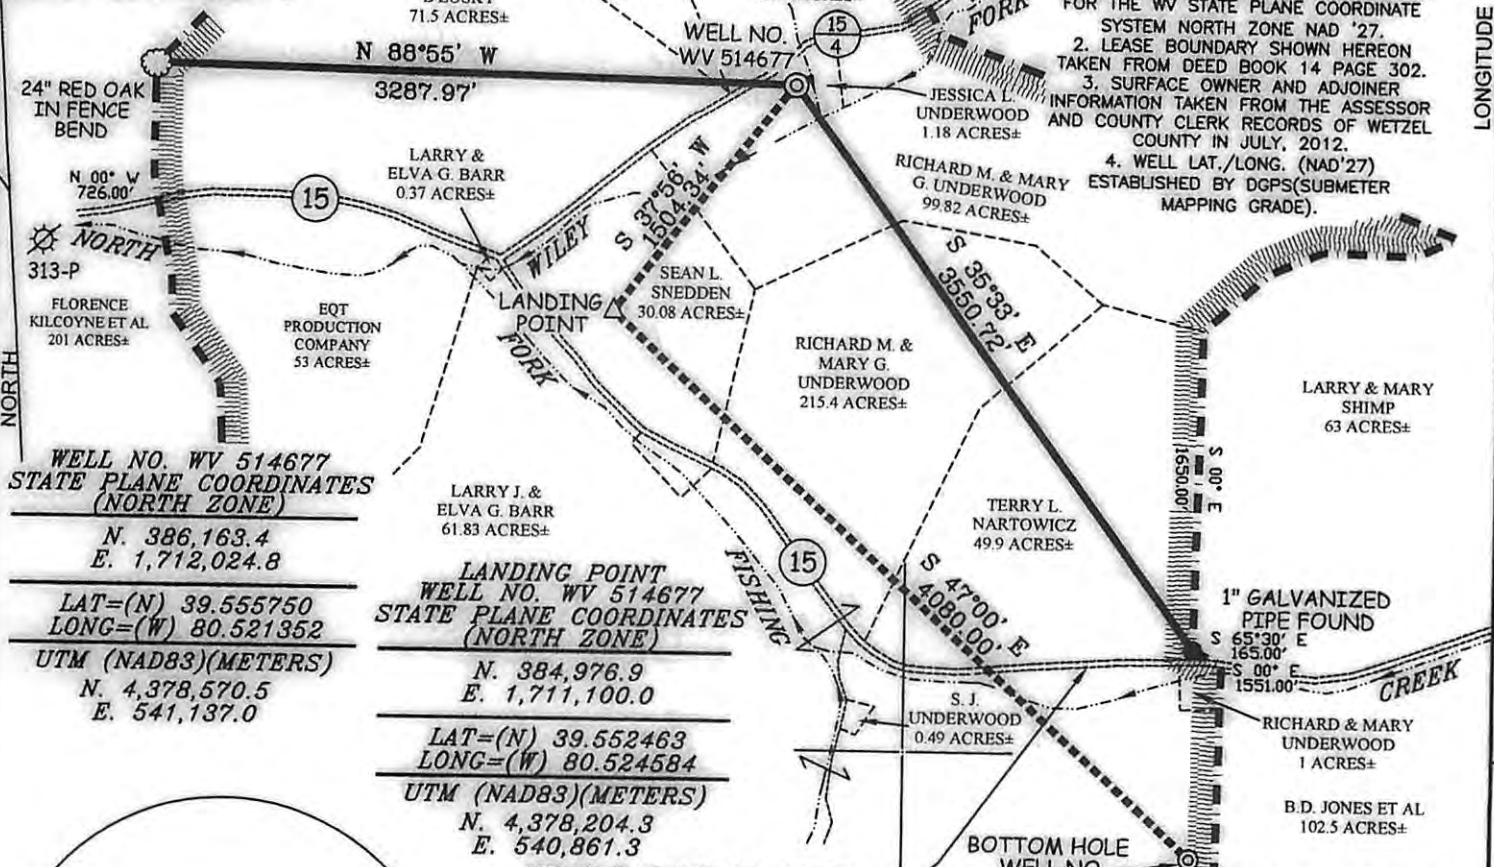 71.5 ACRES±
FORK
FOR THE WV STATE PLANE COORDINATE
SYSTEM NORTH ZONE NAD '27.
2. LEASE BOUNDARY SHOWN HEREON
TAKEN FROM DEED BOOK 14 PAGE 302.
3. SURFACE OWNER AND ADJOINER
INFORMATION TAKEN FROM THE ASSESSOR
AND COUNTY CLERK RECORDS OF WETZEL
COUNTY IN JULY, 2012.
4. WELL LAT./LONG. (NAD'27)
ESTABLISHED BY DGPS(SUBMETER
MAPPING GRADE).
LONGITUDE
WELL NO.
WV 514677
15
4
N 88°55' W
3287.97'
24" RED OAK
IN FENCE
BEND
JESSICA L.
UNDERWOOD
1.18 ACRES±
LARRY &
ELVA G. BARR
0.37 ACRES±
RICHARD M. & MARY
G. UNDERWOOD
99.82 ACRES±
N 00° W
726.00'
15
S 37°56' W
1504.34'
NORTH
313-P
WILEY
FLORENCE
KILCOYNE ET AL
201 ACRES±
EQT
PRODUCTION
COMPANY
53 ACRES±
LANDING
POINT
SEAN L.
SNEDDEN
30.08 ACRES±
S 35°33' E
3550.72'
FORK
RICHARD M. &
MARY G.
UNDERWOOD
215.4 ACRES±
LARRY & MARY
SHIMP
63 ACRES±
NORTH
S 00° E
1650.00'
WELL NO. WV 514677
STATE PLANE COORDINATES
(NORTH ZONE)
N. 386,163.4
E. 1,712,024.8
LAT=(N) 39.555750
LONG=(W) 80.521352
UTM (NAD83)(METERS)
N. 4,378,570.5
E. 541,137.0
LARRY J. &
ELVA G. BARR
61.83 ACRES±
TERRY L.
NARTOWICZ
49.9 ACRES±
LANDING POINT
WELL NO. WV 514677
STATE PLANE COORDINATES
(NORTH ZONE)
N. 384,976.9
E. 1,711,100.0
LAT=(N) 39.552463
LONG=(W) 80.524584
UTM (NAD83)(METERS)
N. 4,378,204.3
E. 540,861.3
FISHING
15
S 47°00' E
4080.00'
1" GALVANIZED
PIPE FOUND
S 65°30' E
165.00'
S 00° E
1551.00'
CREEK
S. J.
UNDERWOOD
0.49 ACRES±
RICHARD & MARY
UNDERWOOD
1 ACRES±
B.D. JONES ET AL
102.5 ACRES±
BOTTOM HOLE
WELL NO.